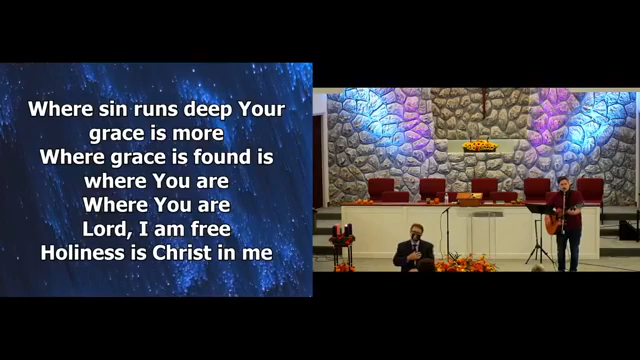 Where sin runs deep Your
grace is more
Where grace is found is
where You are
Where You are
Lord, I am free
Holiness is Christ in me